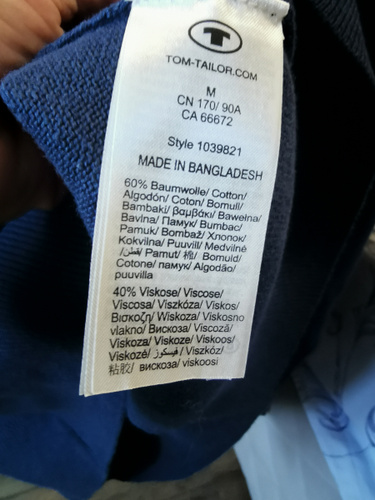 T
TOM-TAILOR.COM
M
CN 170/ 90A
CA 66672
Style 1039821
MADE IN BANGLADESH
60% Baumwolle/ Cotton/
Algodón/ Coton/ Bomull/
Bambaki/ βαμβάκι/ Bawełna/
Bavlna/ Памук/ Bumbac/
Pamuk/ Bombaž/ Хлопок/
Kokvilna/ Puuvill/ Medvilnė
/قطن/ Pamut/ 棉/ Bomuld/
Cotone/ памук/ Algodão/
puuvilla
40% Viskose/ Viscose/
Viscosa/ Viszkóza/ Viskos/
Βισκοζη/ Wiskoza/ Viskosno
vlakno/ Вискоза/ Viscoză/
Viskoza/ Viskoze/ Viskoos/
Viskozė/ فيسكوز/ Viszkóz/
粘胶/ вискоза/ viskoosi